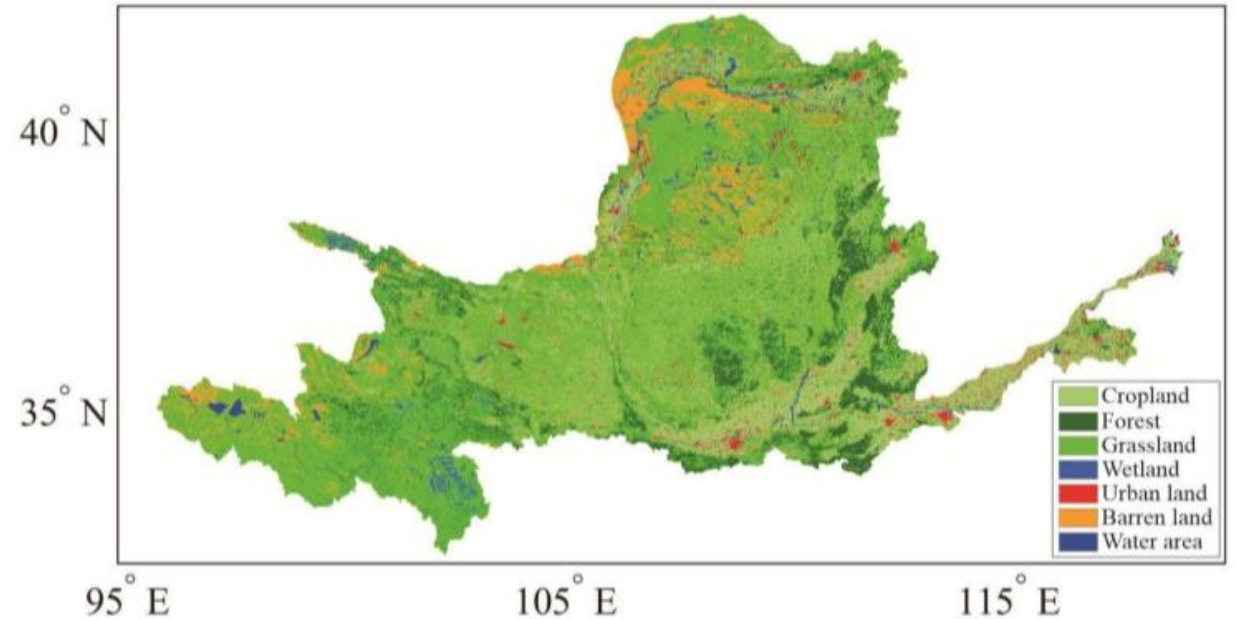 40° N
35° N
Cropland
Forest
Grassland
Wetland
Urban land
Barren land
Water area
95° E
105° E
115° E